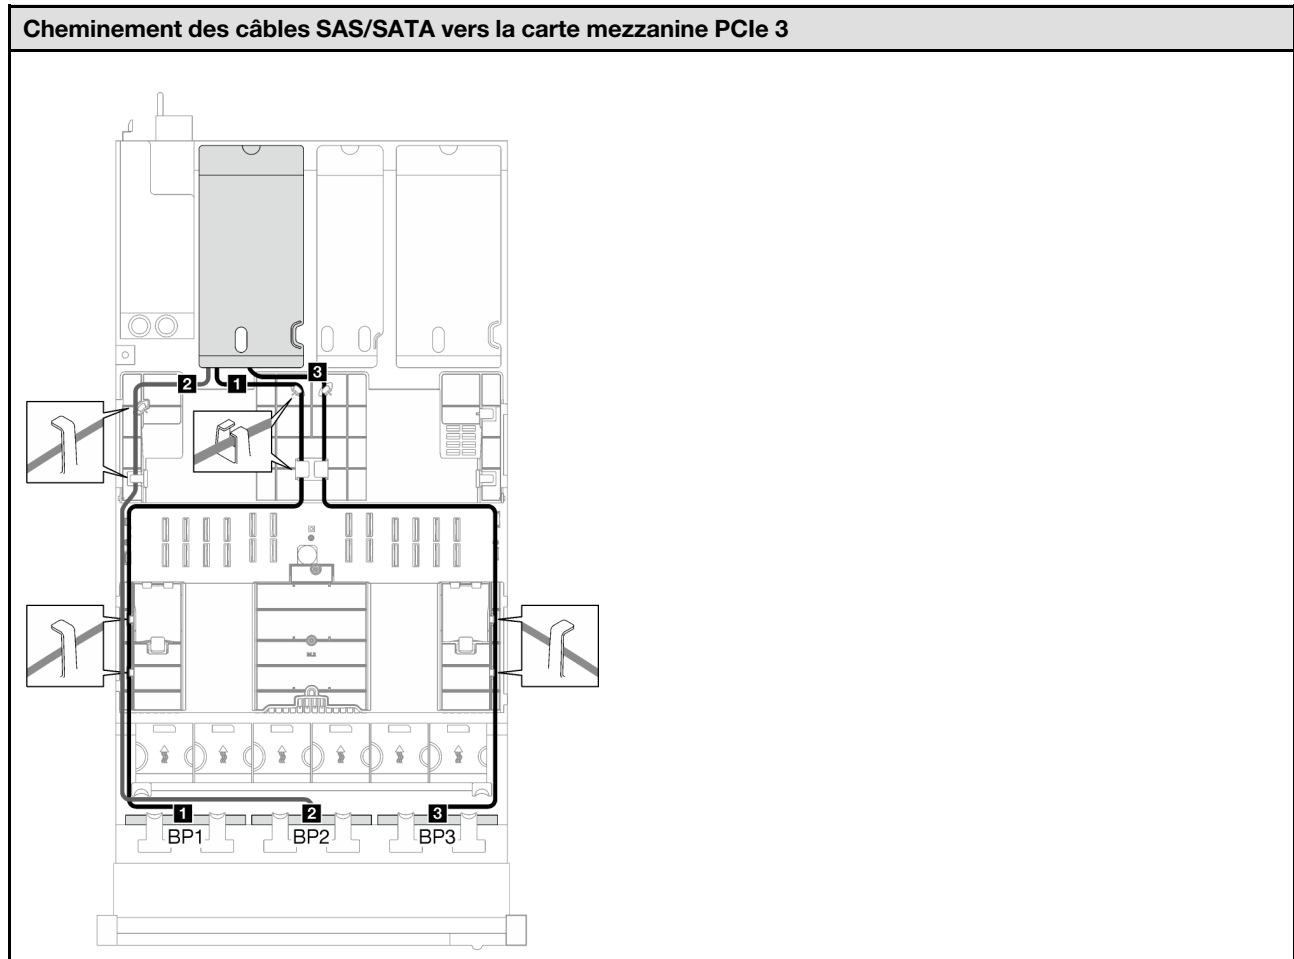 Cheminement des câbles SAS/SATA vers la carte mezzanine PCIe 3
3
2 1
1 2 3
BP1 BP2 BP3